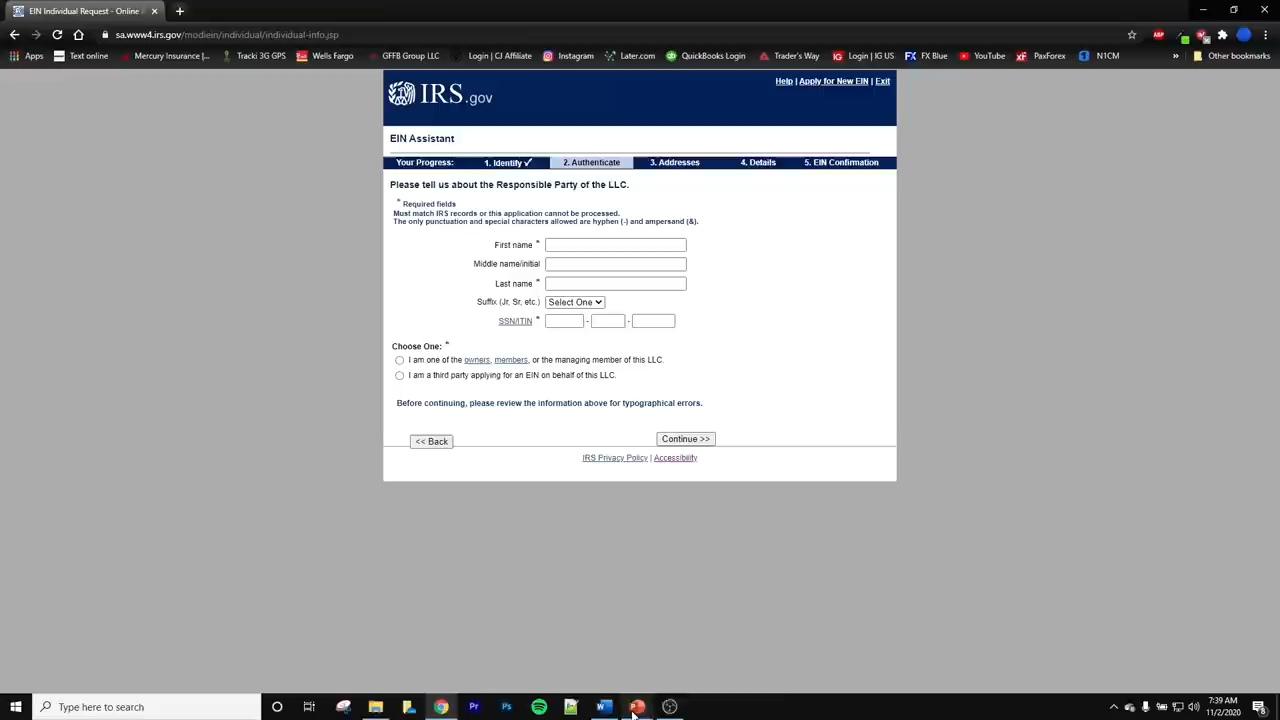 EIN Individual Request - Online
sa.www4.irs.gov/modiein/individual/individual-info.jsp
ABP
Apps
Text online
Mercury Insurance |...
Tracki 3G GPS
Wells Fargo
GFFB Group LLC
Login | CJ Affiliate
Instagram
Later.com
QuickBooks Login
Trader's Way
IG Login | IG US
FX FX Blue
YouTube
PaxForex
N1CM
»
Other bookmarks
IRS.gov
Help | Apply for New EIN | Exit
EIN Assistant
Your Progress: 1. Identify ✓ 2. Authenticate 3. Addresses 4. Details 5. EIN Confirmation
Please tell us about the Responsible Party of the LLC.
* Required fields
Must match IRS records or this application cannot be processed.
The only punctuation and special characters allowed are hyphen (-) and ampersand (&).
First name *
Middle name/initial
Last name *
Suffix (Jr, Sr, etc.) Select One
SSN/ITIN * - -
Choose One: *
I am one of the owners, members, or the managing member of this LLC.
I am a third party applying for an EIN on behalf of this LLC.
Before continuing, please review the information above for typographical errors.
<< Back
Continue >>
IRS Privacy Policy | Accessibility
Type here to search
Pr
Ps
W
7:39 AM
11/2/2020